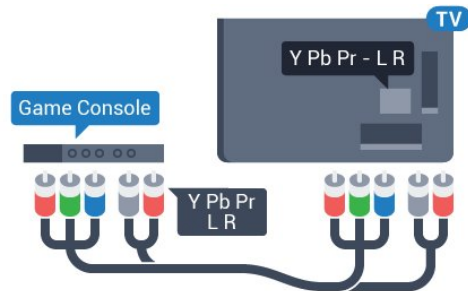 TV
Y Pb Pr - L R
Game Console
Y Pb Pr
L R